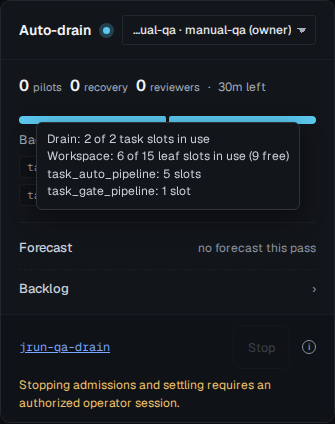 Auto-drain
...ual-qa · manual-qa (owner)
0 pilots 0 recovery 0 reviewers · 30m left
Drain: 2 of 2 task slots in use
Workspace: 6 of 15 leaf slots in use (9 free)
task_auto_pipeline: 5 slots
task_gate_pipeline: 1 slot
Forecast
no forecast this pass
Backlog
jrun-qa-drain
Stop
Stopping admissions and settling requires an
authorized operator session.